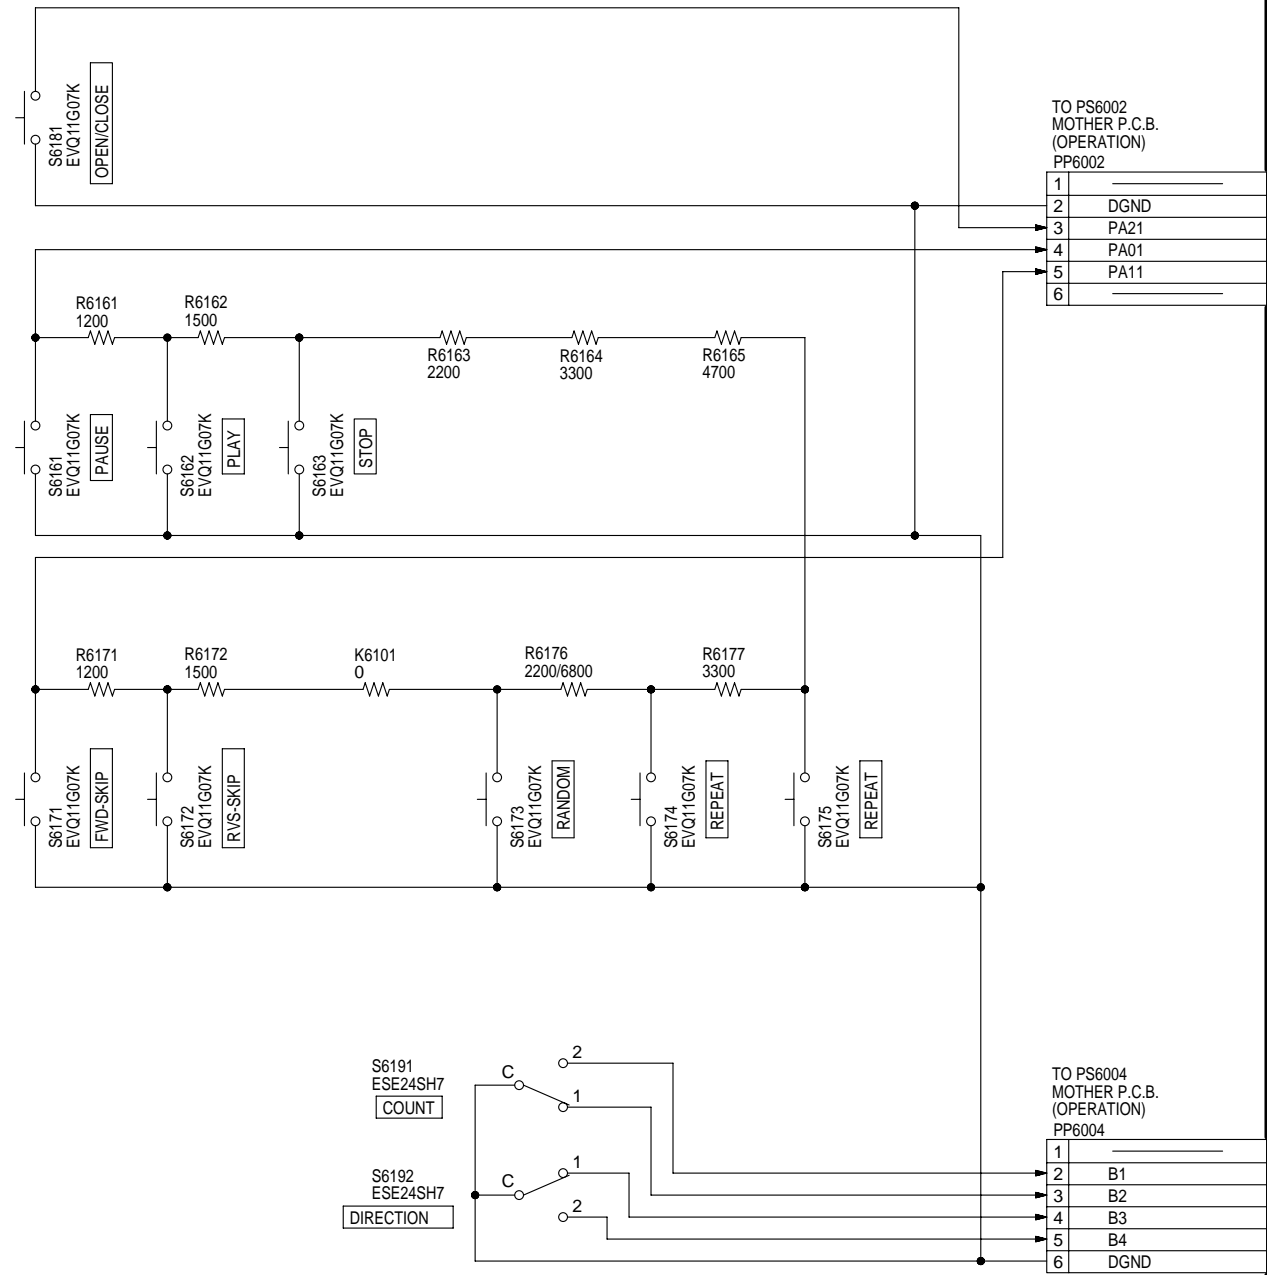 S6181
EVQ11G07K
OPEN/CLOSE
TO PS6002
MOTHER P.C.B.
(OPERATION)
PP6002
1
2 DGND
3 PA21
4 PA01
5 PA11
6
R6161
1200
R6162
1500
R6163
2200
R6164
3300
R6165
4700
S6161
EVQ11G07K
PAUSE
S6162
EVQ11G07K
PLAY
S6163
EVQ11G07K
STOP
R6171
1200
R6172
1500
K6101
0
R6176
2200/6800
R6177
3300
S6171
EVQ11G07K
FWD-SKIP
S6172
EVQ11G07K
RVS-SKIP
S6173
EVQ11G07K
RANDOM
S6174
EVQ11G07K
REPEAT
S6175
EVQ11G07K
REPEAT
S6191
ESE24SH7
COUNT
C
2
1
S6192
ESE24SH7
DIRECTION
C
1
2
TO PS6004
MOTHER P.C.B.
(OPERATION)
PP6004
1
2 B1
3 B2
4 B3
5 B4
6 DGND